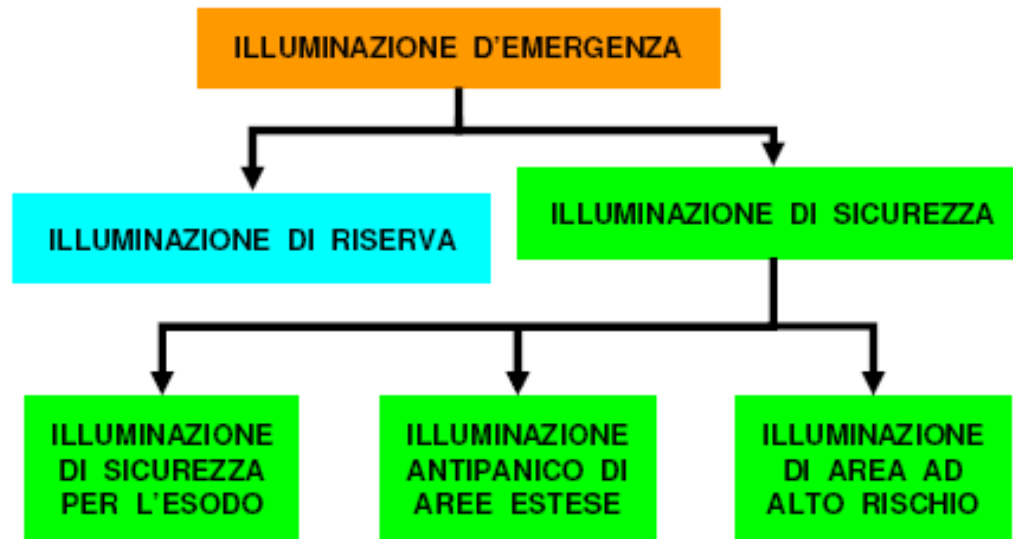 ILLUMINAZIONE D'EMERGENZA
ILLUMINAZIONE DI RISERVA
ILLUMINAZIONE DI SICUREZZA
ILLUMINAZIONE
DI SICUREZZA
PER L'ESODO
ILLUMINAZIONE
ANTIPANICO DI
AREE ESTESE
ILLUMINAZIONE
DI AREA AD
ALTO RISCHIO